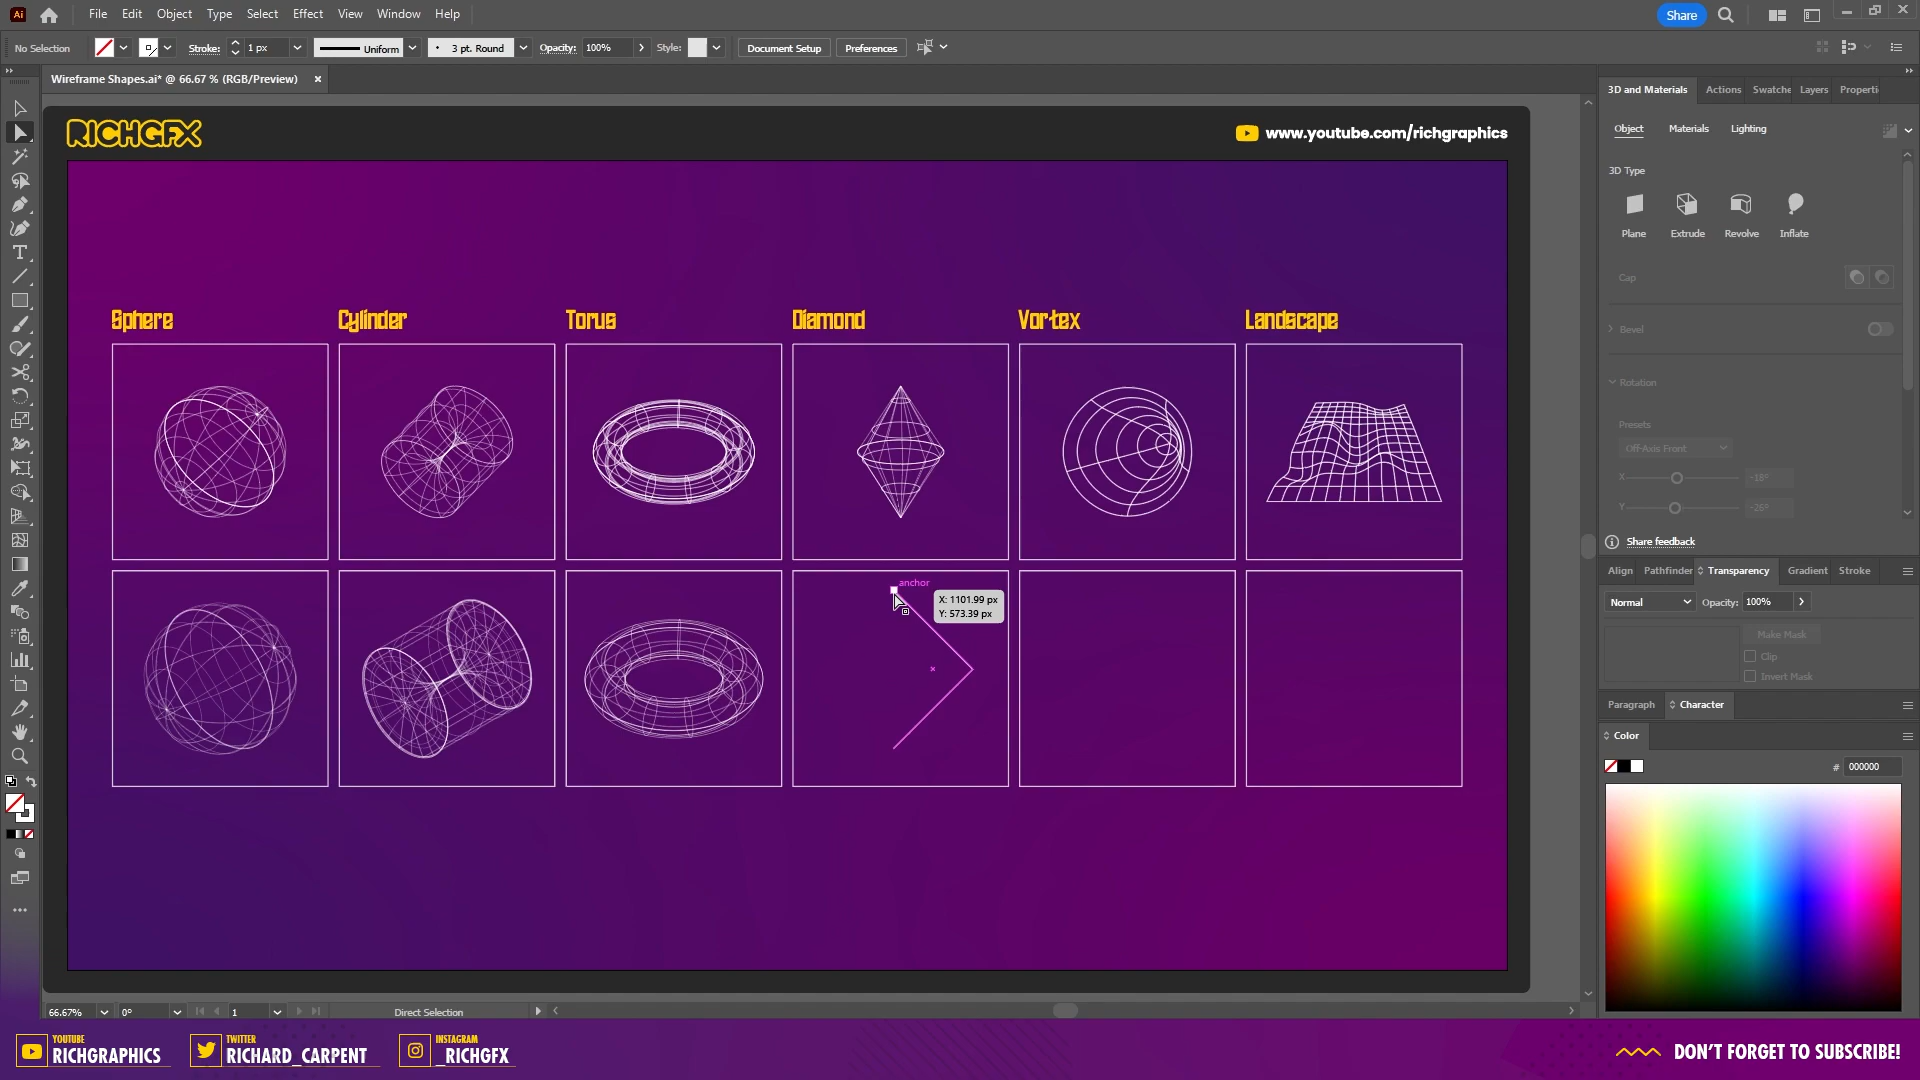 Ai File Edit Object Type Select Effect View Window Help Share
No Selection Stroke: 1 px Uniform 3 pt. Round Opacity: 100% Style: Document Setup Preferences
Wireframe Shapes.ai* @ 66.67 % (RGB/Preview)
RICHGFX www.youtube.com/richgraphics
Sphere Cylinder Torus Diamond Vortex Landscape
anchor
X: 1101.99 px
Y: 573.39 px
3D and Materials Actions Swatche Layers Properti
Object Materials Lighting
3D Type
Plane Extrude Revolve Inflate
Cap
Bevel
Rotation
Presets
Off-Axis Front
X -18°
Y -26°
Share feedback
Align Pathfinder Transparency Gradient Stroke
Normal Opacity: 100%
Make Mask
Clip
Invert Mask
Paragraph Character
Color
# 000000
66.67% 0° 1 Direct Selection
YOUTUBE
RICHGRAPHICS
TWITTER
RICHARD_CARPENT
INSTAGRAM
_RICHGFX
DON'T FORGET TO SUBSCRIBE!